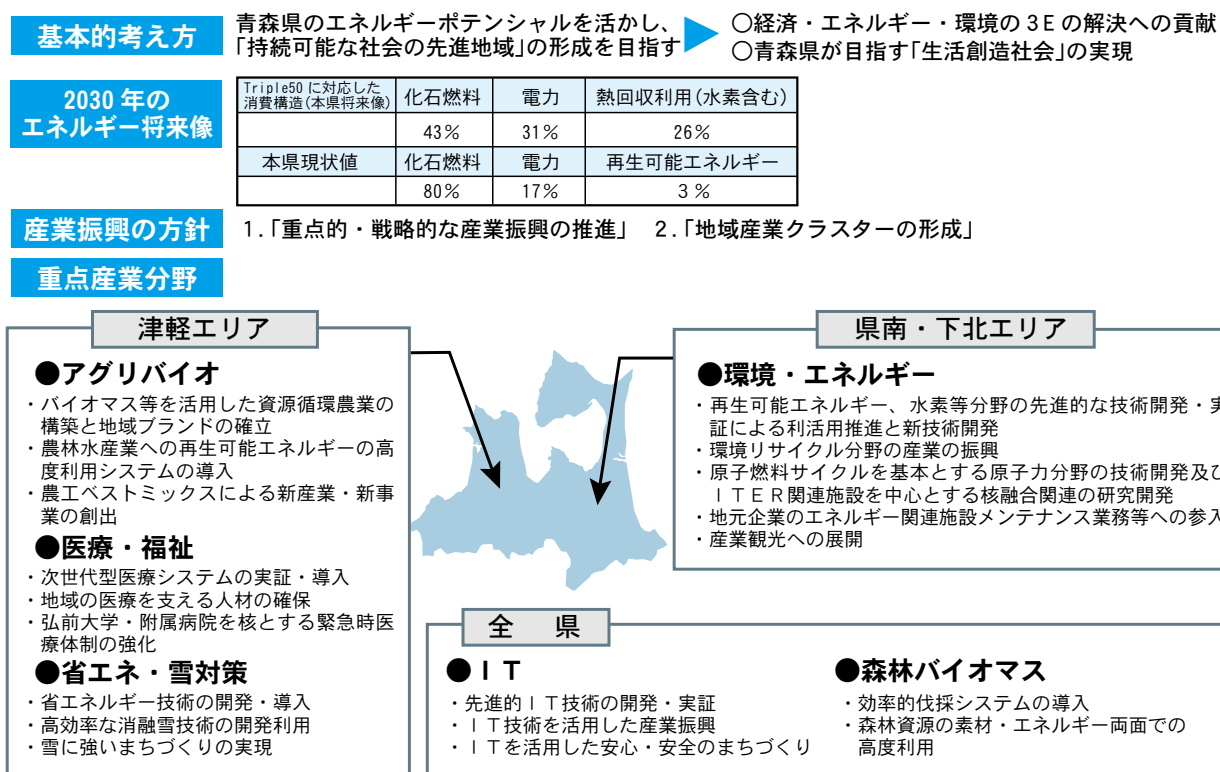 基本的考え方
青森県のエネルギーポテンシャルを活かし、
「持続可能な社会の先進地域」の形成を目指す
○経済・エネルギー・環境の3Eの解決への貢献
○青森県が目指す「生活創造社会」の実現
2030年の
エネルギー将来像
Triple50に対応した
消費構造(本県将来像)
化石燃料 電力 熱回収利用(水素含む)
43% 31% 26%
本県現状値 化石燃料 電力 再生可能エネルギー
80% 17% 3%
産業振興の方針
1.「重点的・戦略的な産業振興の推進」 2.「地域産業クラスターの形成」
重点産業分野
津軽エリア
●アグリバイオ
・バイオマス等を活用した資源循環農業の
構築と地域ブランドの確立
・農林水産業への再生可能エネルギーの高
度利用システムの導入
・農工ベストミックスによる新産業・新事
業の創出
●医療・福祉
・次世代型医療システムの実証・導入
・地域の医療を支える人材の確保
・弘前大学・附属病院を核とする緊急時医
療体制の強化
●省エネ・雪対策
・省エネルギー技術の開発・導入
・高効率な消融雪技術の開発利用
・雪に強いまちづくりの実現
県南・下北エリア
●環境・エネルギー
・再生可能エネルギー、水素等分野の先進的な技術開発・実
証による利活用推進と新技術開発
・環境リサイクル分野の産業の振興
・原子燃料サイクルを基本とする原子力分野の技術開発及び
ITER関連施設を中心とする核融合関連の研究開発
・地元企業のエネルギー関連施設メンテナンス業務等への参入
・産業観光への展開
全 県
●IT
・先進的IT技術の開発・実証
・IT技術を活用した産業振興
・ITを活用した安心・安全のまちづくり
●森林バイオマス
・効率的伐採システムの導入
・森林資源の素材・エネルギー両面での
高度利用